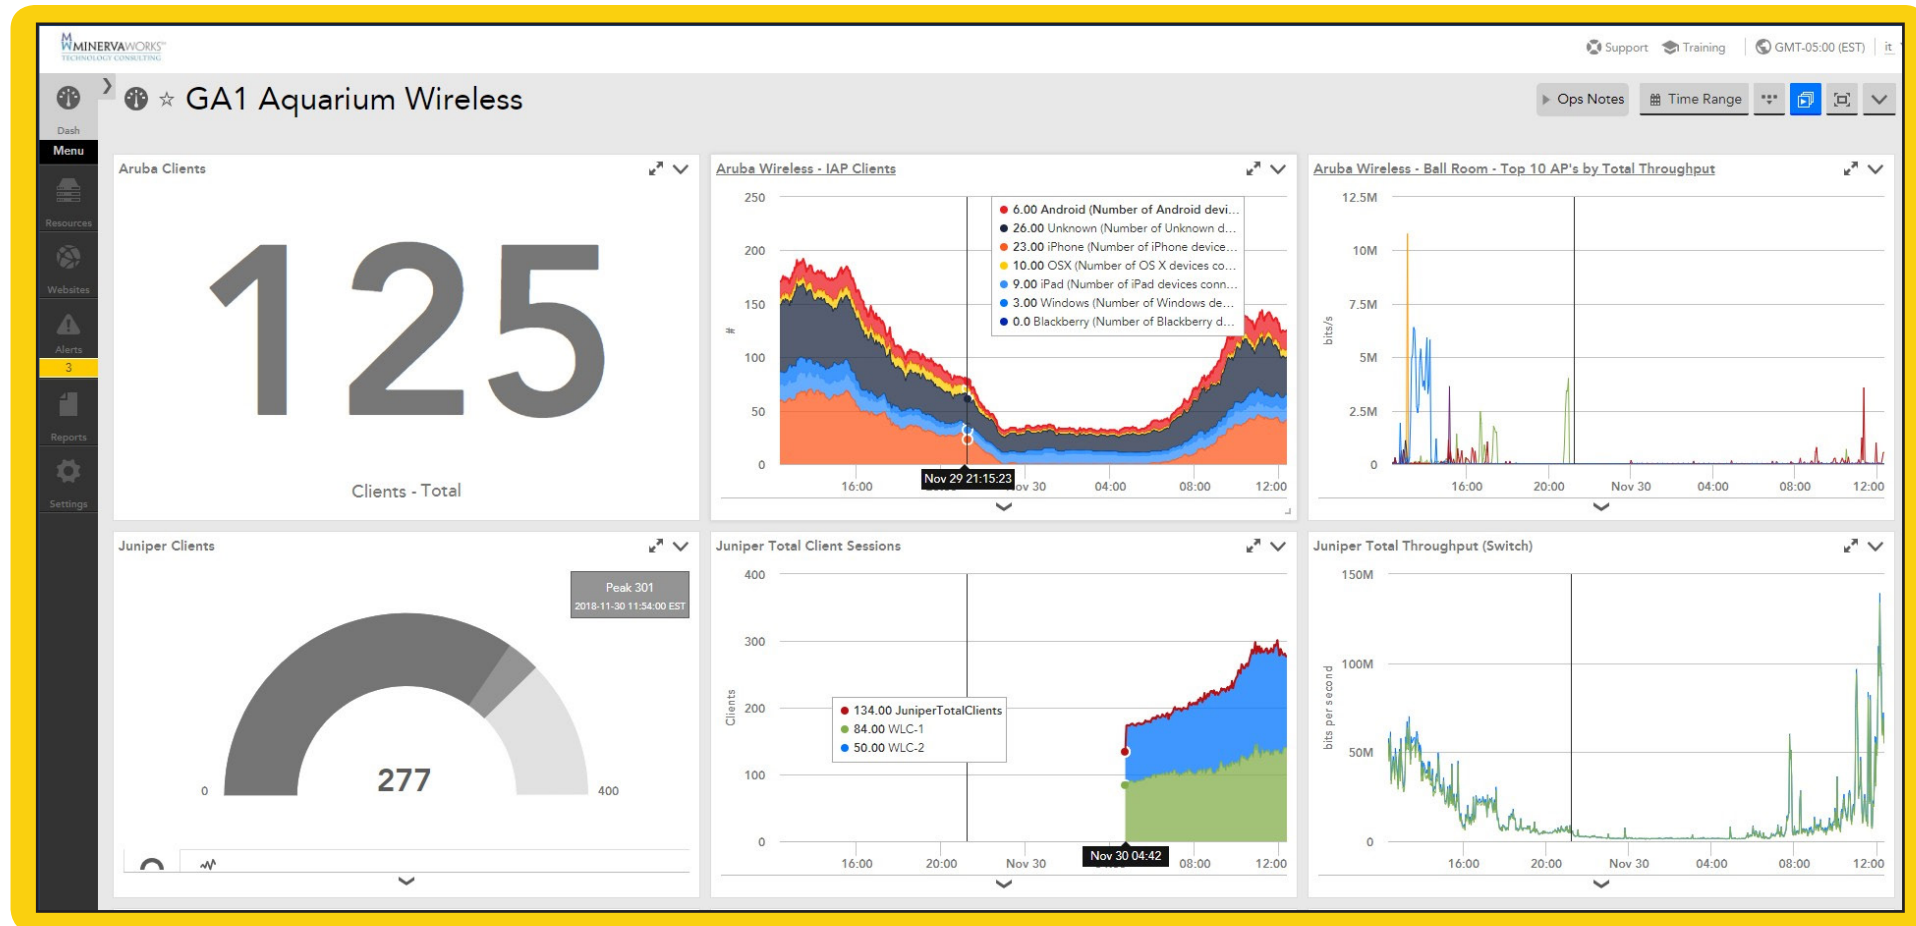 MINERVAWORKS
TECHNOLOGY CONSULTING
Support
Training
GMT-05:00 (EST)
it
Dash
Menu
Resources
Websites
Alerts
3
Reports
Settings
GA1 Aquarium Wireless
Ops Notes
Time Range
Aruba Clients
125
Clients - Total
Aruba Wireless - IAP Clients
250
200
150
100
50
0
#
6.00 Android (Number of Android devi...
26.00 Unknown (Number of Unknown d...
23.00 iPhone (Number of iPhone device...
10.00 OSX (Number of OS X devices co...
9.00 iPad (Number of iPad devices conn...
3.00 Windows (Number of Windows de...
0.0 Blackberry (Number of Blackberry d...
Nov 29 21:15:23
16:00
ov 30
04:00
08:00
12:00
Aruba Wireless - Ball Room - Top 10 AP's by Total Throughput
12.5M
10M
7.5M
5M
2.5M
0
bits/s
16:00
20:00
Nov 30
04:00
08:00
12:00
Juniper Clients
Peak 301
2018-11-30 11:54:00 EST
277
0
400
Juniper Total Client Sessions
400
300
200
100
0
Clients
134.00 JuniperTotalClients
84.00 WLC-1
50.00 WLC-2
Nov 30 04:42
16:00
20:00
Nov 30
08:00
12:00
Juniper Total Throughput (Switch)
150M
100M
50M
0
bits per second
16:00
20:00
Nov 30
04:00
08:00
12:00